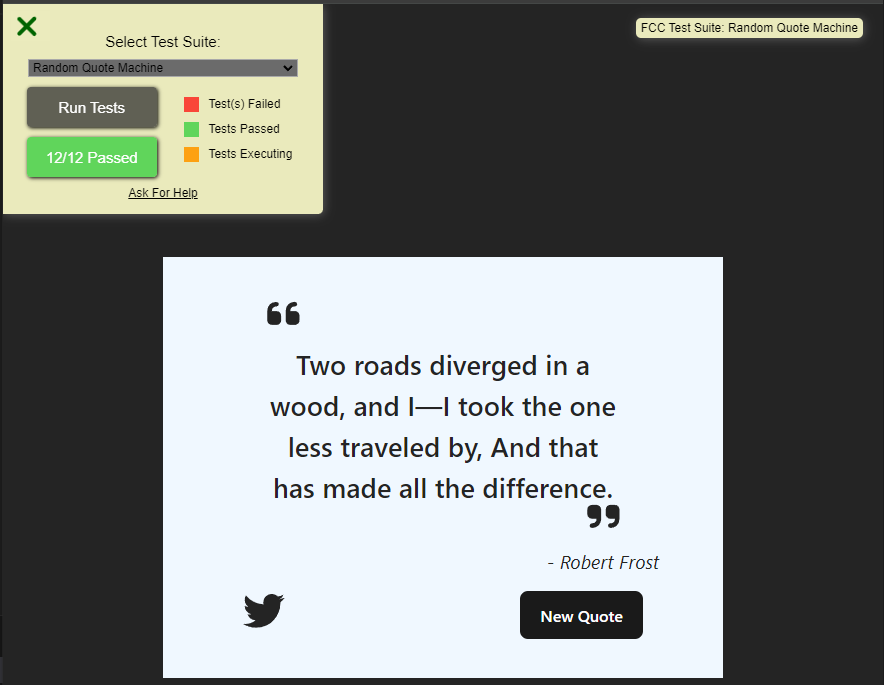 Select Test Suite:
FCC Test Suite: Random Quote Machine
Random Quote Machine
Run Tests
Test(s) Failed
Tests Passed
Tests Executing
12/12 Passed
Ask For Help
❝
Two roads diverged in a
wood, and I—I took the one
less traveled by, And that
has made all the difference.
❞
- Robert Frost
New Quote